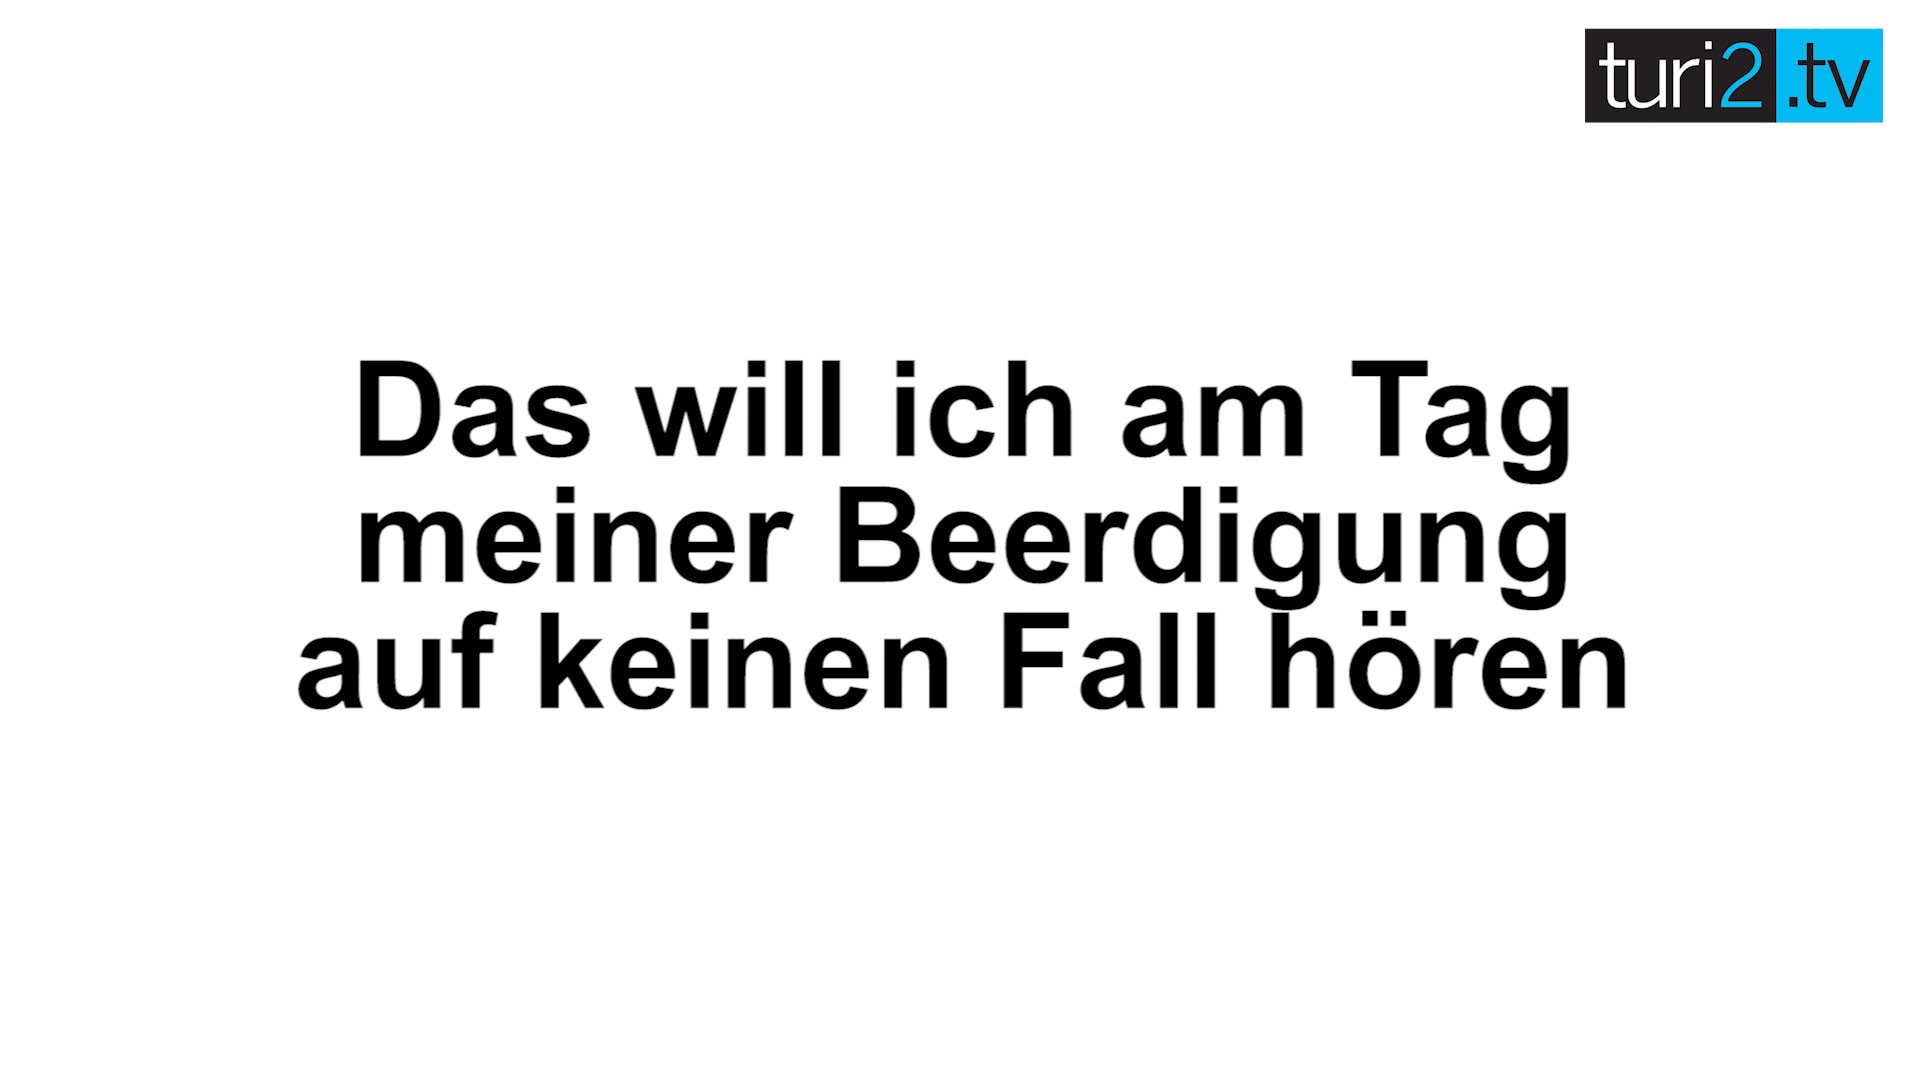 turi2.tv
Das will ich am Tag
meiner Beerdigung
auf keinen Fall hören